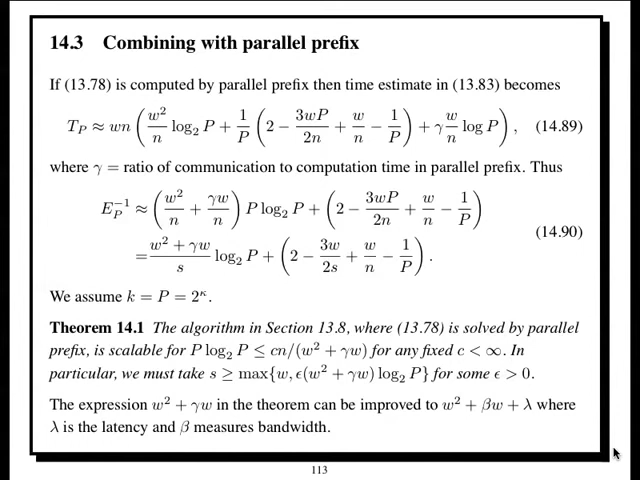 14.3 Combining with parallel prefix
If (13.78) is computed by parallel prefix then time estimate in (13.83) becomes
T_P ≈ wn ( w²/n log₂ P + 1/P ( 2 − 3wP/2n + w/n − 1/P ) + γ w/n log P ) , (14.89)
where γ = ratio of communication to computation time in parallel prefix. Thus
E_P⁻¹ ≈ ( w²/n + γw/n ) P log₂ P + ( 2 − 3wP/2n + w/n − 1/P )
(14.90)
= w² + γw/s log₂ P + ( 2 − 3w/2s + w/n − 1/P ) .
We assume k = P = 2^κ.
Theorem 14.1 The algorithm in Section 13.8, where (13.78) is solved by parallel
prefix, is scalable for P log₂ P ≤ cn/(w² + γw) for any fixed c < ∞. In
particular, we must take s ≥ max{w, ϵ(w² + γw) log₂ P} for some ϵ > 0.
The expression w² + γw in the theorem can be improved to w² + βw + λ where
λ is the latency and β measures bandwidth.
113